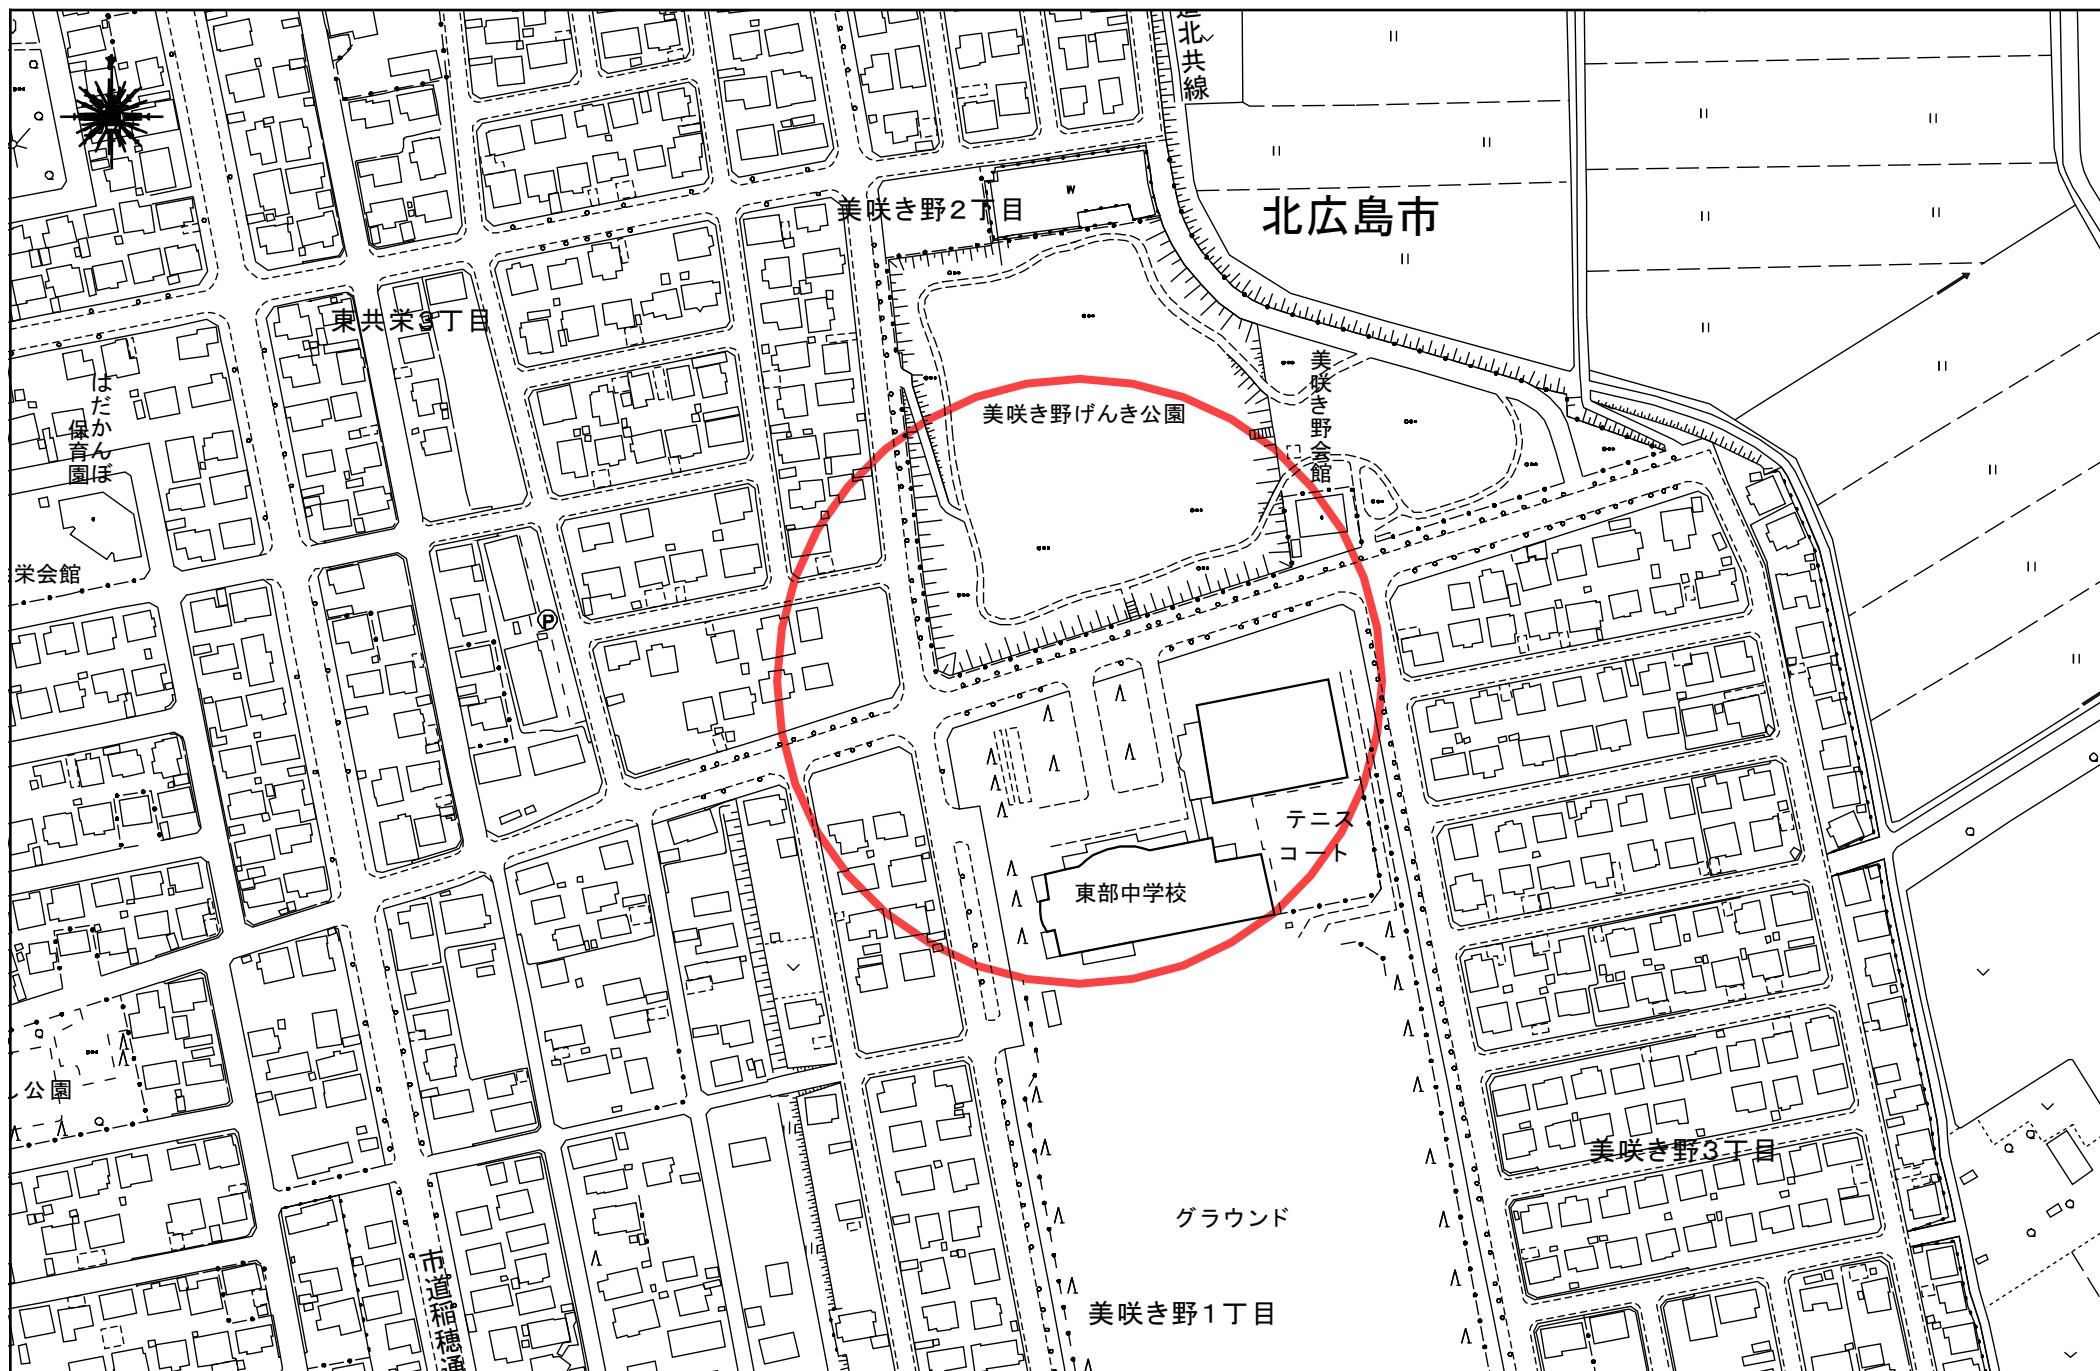 道北共線
北広島市
美咲き野2丁目
東共栄3丁目
はだかんぼ
保育園
美咲き野げんき公園
美咲き野会館
栄会館
P
W
テニス
コート
東部中学校
公園
美咲き野3丁目
グラウンド
市道稲穂通
美咲き野1丁目